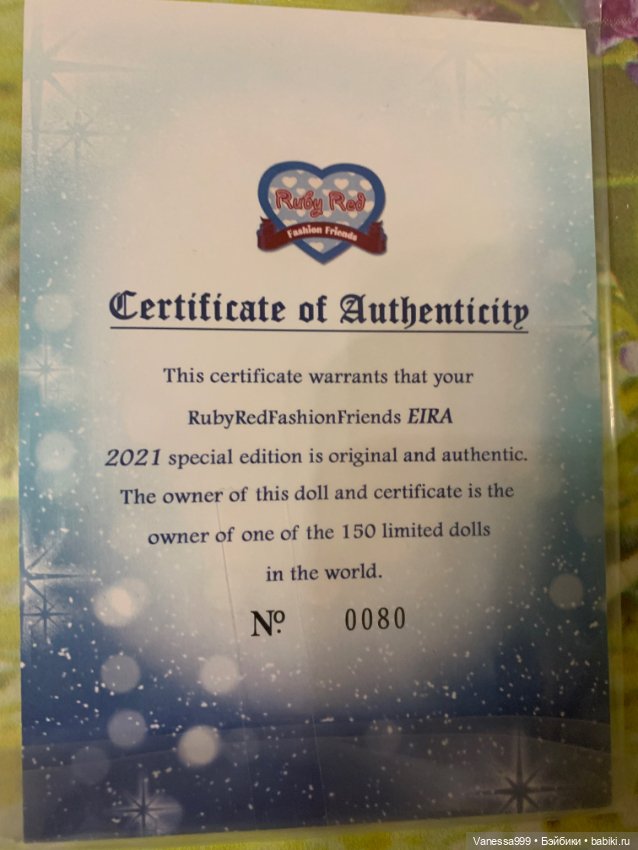 Ruby Red
Fashion Friends
Certificate of Authenticity
This certificate warrants that your
RubyRedFashionFriends EIRA
2021 special edition is original and authentic.
The owner of this doll and certificate is the
owner of one of the 150 limited dolls
in the world.
Nº. 0080
Vanessa999 • Бэйбики • babiki.ru